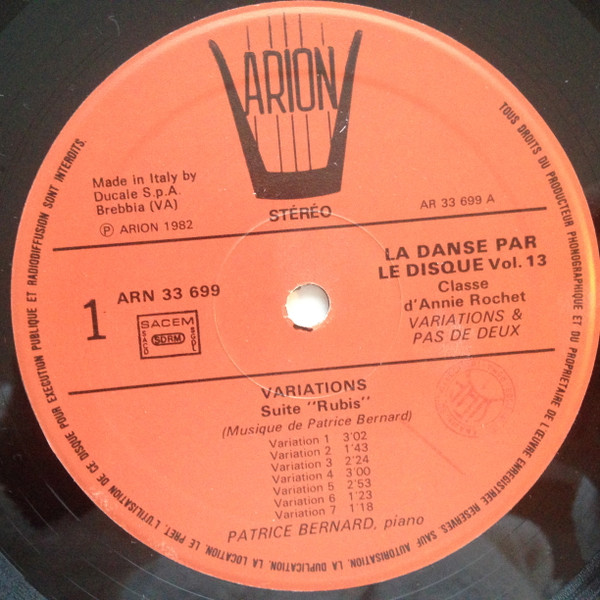 ARION
Made in Italy by
Ducale S.p.A.
Brebbia (VA)
℗ ARION 1982
STÉRÉO
AR 33 699 A
1
ARN 33 699
SACEM
SACD
SDRM
SGDL
LA DANSE PAR
LE DISQUE Vol. 13
Classe
d'Annie Rochet
VARIATIONS &
PAS DE DEUX
VARIATIONS
Suite "Rubis"
(Musique de Patrice Bernard)
Variation 1 3'02
Variation 2 1'43
Variation 3 2'24
Variation 4 3'00
Variation 5 2'53
Variation 6 1'23
Variation 7 1'18
PATRICE BERNARD, piano
TOUS DROITS DU PRODUCTEUR PHONOGRAPHIQUE ET DU PROPRIETAIRE DE L'ŒUVRE ENREGISTREE RESERVES. SAUF AUTORISATION, LA DUPLICATION, LA LOCATION, LE PRET, L'UTILISATION DE CE DISQUE POUR EXECUTION PUBLIQUE ET RADIODIFFUSION SONT INTERDITS.